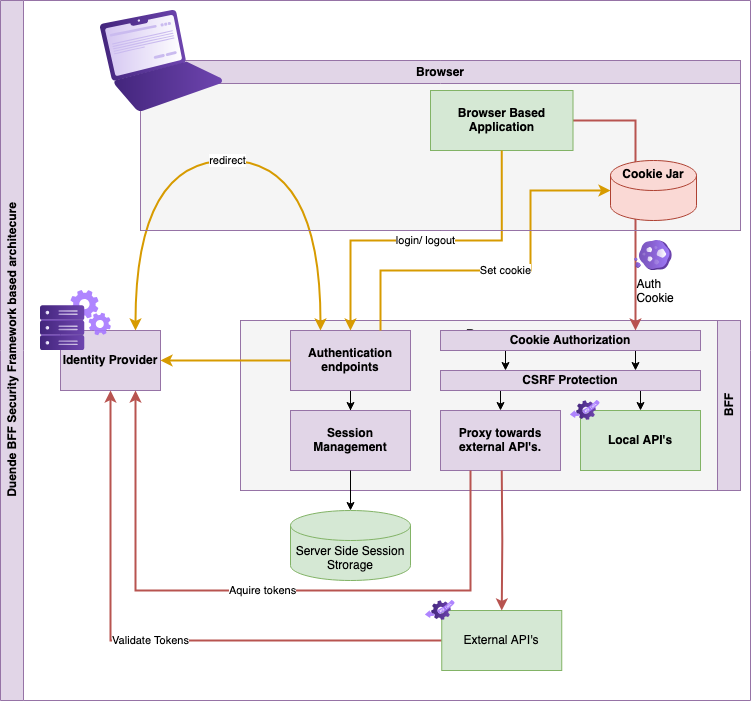 Duende BFF Security Framework based architecure
Browser
Browser Based
Application
Cookie Jar
redirect
login/ logout
Set cookie
Auth
Cookie
Identity Provider
Authentication
endpoints
Cookie Authorization
CSRF Protection
BFF
Session
Management
Proxy towards
external API's.
Local API's
Server Side Session
Strorage
Aquire tokens
Validate Tokens
External API's